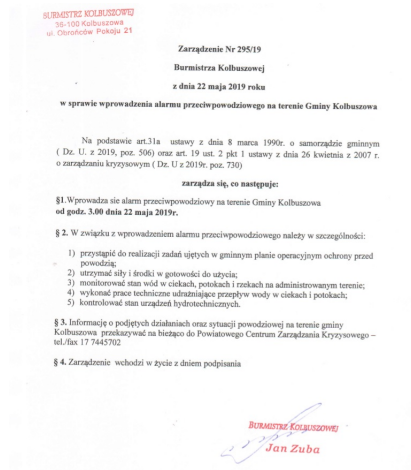 BURMISTRZ KOLBUSZOWEJ
36-100 Kolbuszowa
ul. Obrońców Pokoju 21
Zarządzenie Nr 295/19
Burmistrza Kolbuszowej
z dnia 22 maja 2019 roku
w sprawie wprowadzenia alarmu przeciwpowodziowego na terenie Gminy Kolbuszowa
Na podstawie art.31a ustawy z dnia 8 marca 1990r. o samorządzie gminnym
( Dz. U. z 2019, poz. 506) oraz art. 19 ust. 2 pkt 1 ustawy z dnia 26 kwietnia z 2007 r.
o zarządzaniu kryzysowym ( Dz. U z 2019r. poz. 730)
zarządza się, co następuje:
§1.Wprowadza sie alarm przeciwpowodziowy na terenie Gminy Kolbuszowa
od godz. 3.00 dnia 22 maja 2019r.
§ 2. W związku z wprowadzeniem alarmu przeciwpowodziowego należy w szczególności:
1) przystąpić do realizacji zadań ujętych w gminnym planie operacyjnym ochrony przed
powodzią;
2) utrzymać siły i środki w gotowości do użycia;
3) monitorować stan wód w ciekach, potokach i rzekach na administrowanym terenie;
4) wykonać prace techniczne udrażniające przepływ wody w ciekach i potokach;
5) kontrolować stan urządzeń hydrotechnicznych.
§ 3. Informację o podjętych działaniach oraz sytuacji powodziowej na terenie gminy
Kolbuszowa przekazywać na bieżąco do Powiatowego Centrum Zarządzania Kryzysowego –
tel./fax 17 7445702
§ 4. Zarządzenie wchodzi w życie z dniem podpisania
BURMISTRZ KOLBUSZOWEJ
Jan Zuba